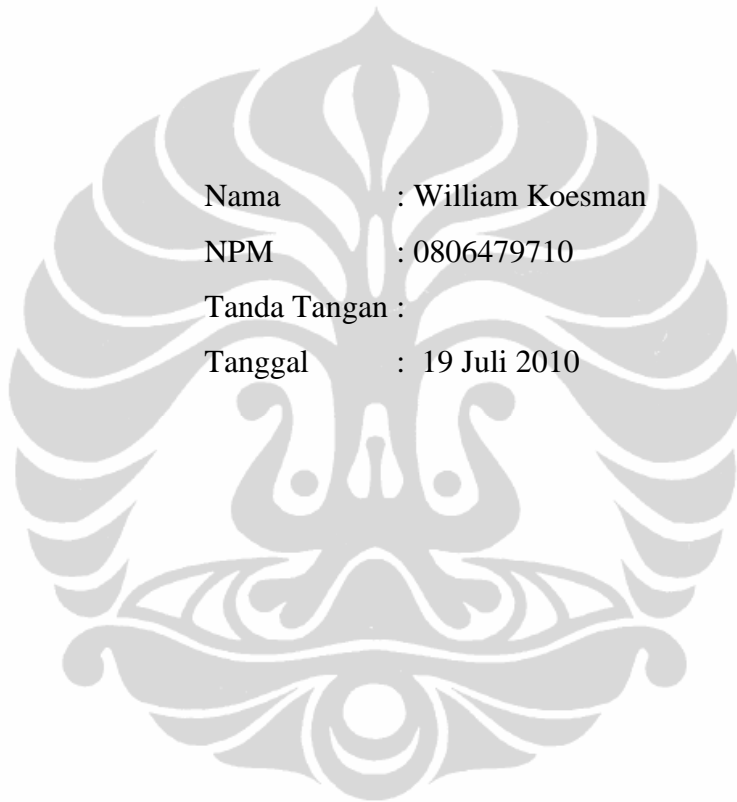 Nama : William Koesman
NPM : 0806479710
Tanda Tangan :
Tanggal : 19 Juli 2010